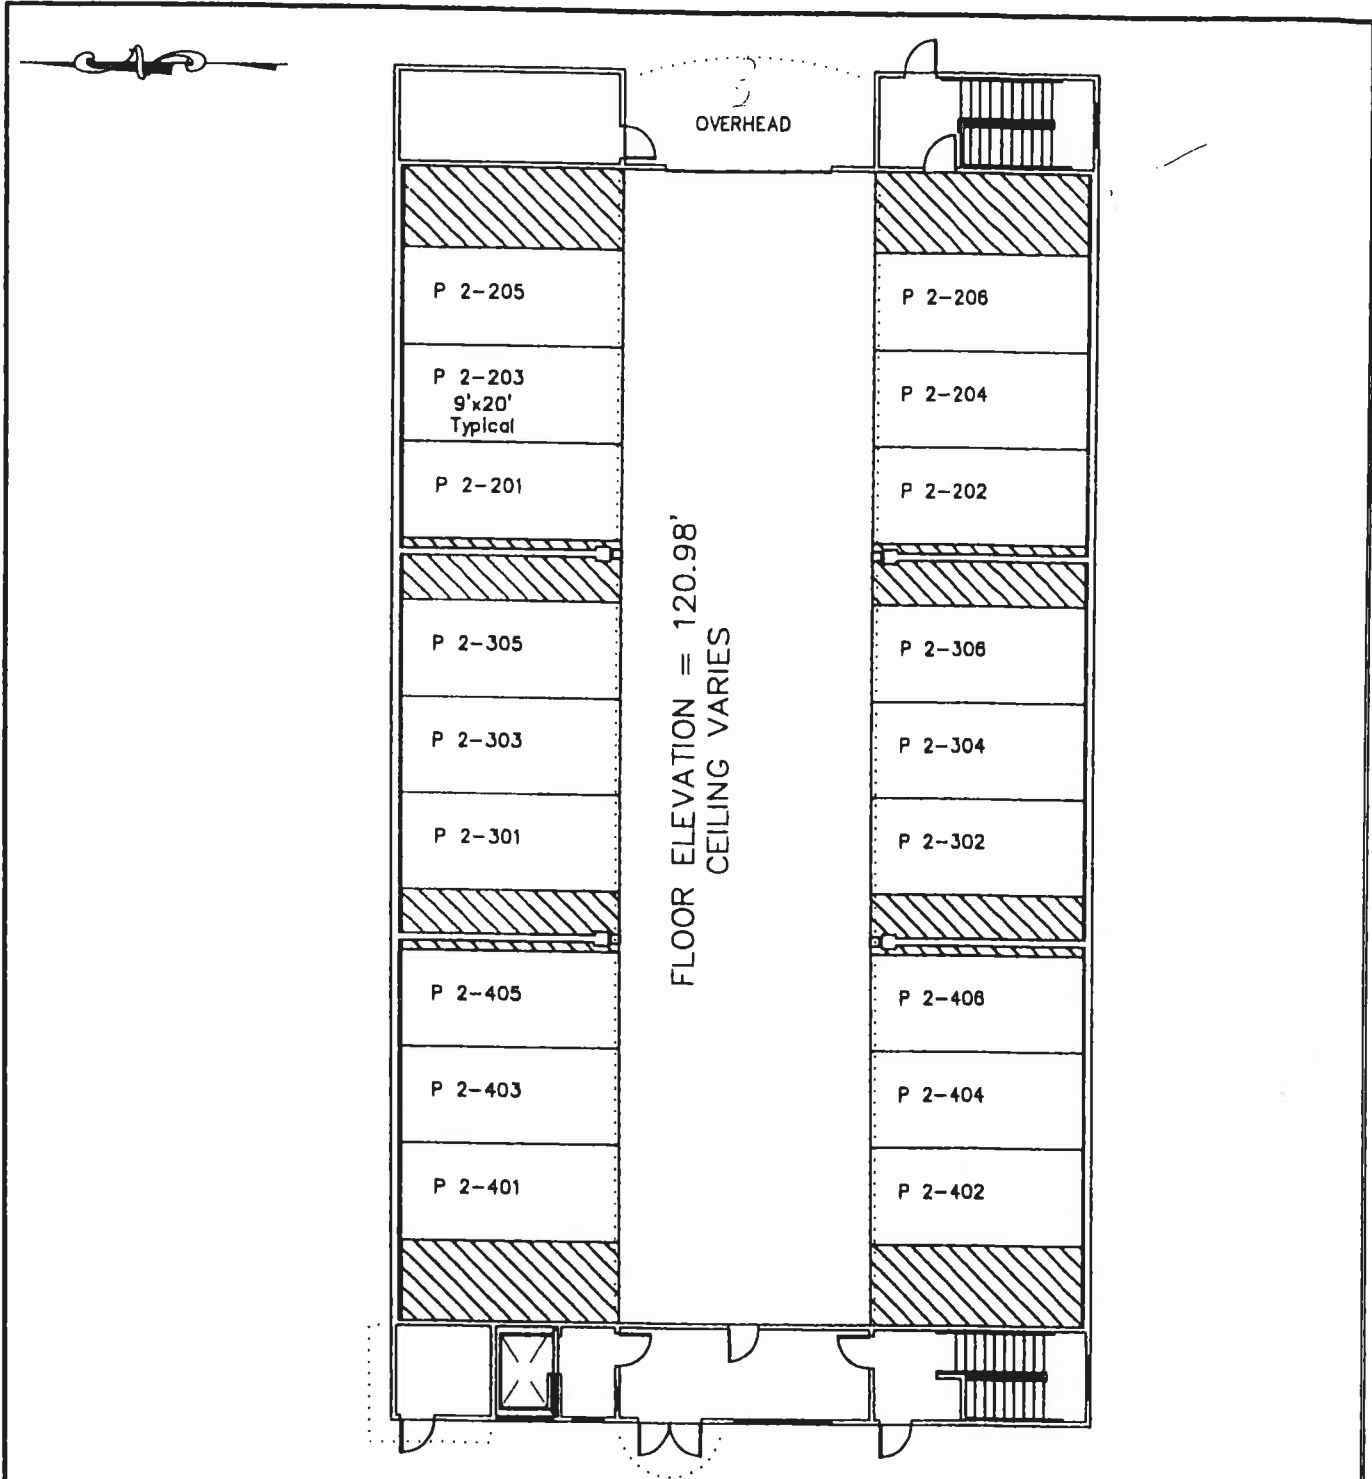 OVERHEAD
P 2-205
P 2-206
P 2-203
9'x20'
Typical
P 2-204
P 2-201
P 2-202
FLOOR ELEVATION = 120.98'
CEILING VARIES
P 2-305
P 2-306
P 2-303
P 2-304
P 2-301
P 2-302
P 2-405
P 2-406
P 2-403
P 2-404
P 2-401
P 2-402